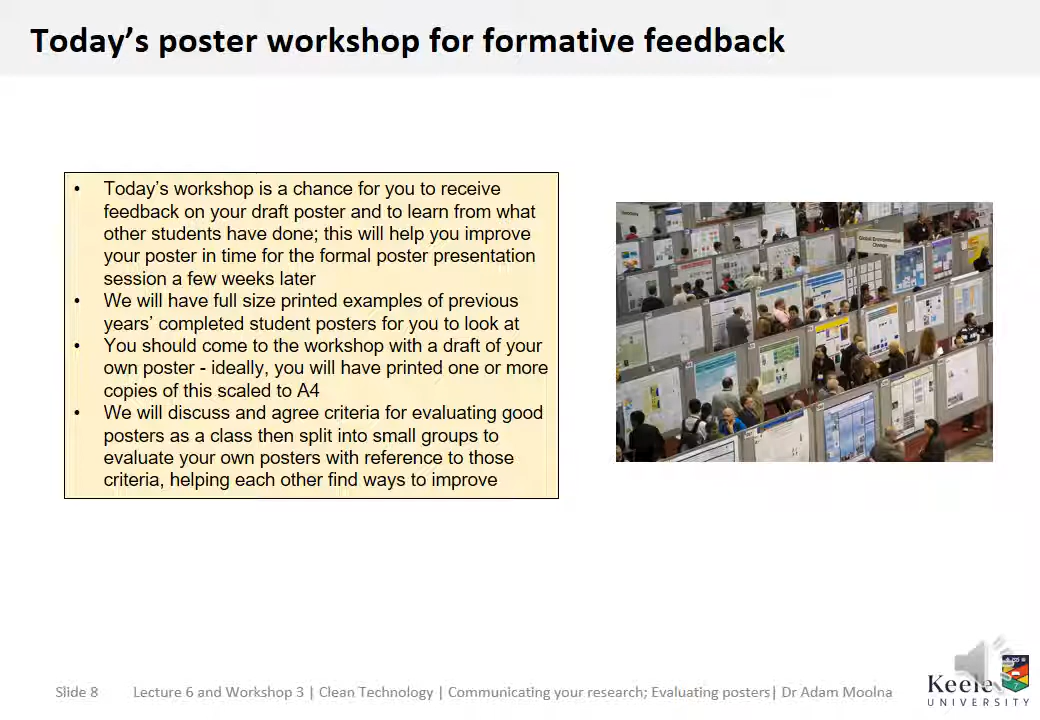 Today’s poster workshop for formative feedback
• Today’s workshop is a chance for you to receive
feedback on your draft poster and to learn from what
other students have done; this will help you improve
your poster in time for the formal poster presentation
session a few weeks later
• We will have full size printed examples of previous
years’ completed student posters for you to look at
• You should come to the workshop with a draft of your
own poster - ideally, you will have printed one or more
copies of this scaled to A4
• We will discuss and agree criteria for evaluating good
posters as a class then split into small groups to
evaluate your own posters with reference to those
criteria, helping each other find ways to improve
Global Environmental
Change
Slide 8 Lecture 6 and Workshop 3 | Clean Technology | Communicating your research; Evaluating posters| Dr Adam Moolna
Keele
UNIVERSITY